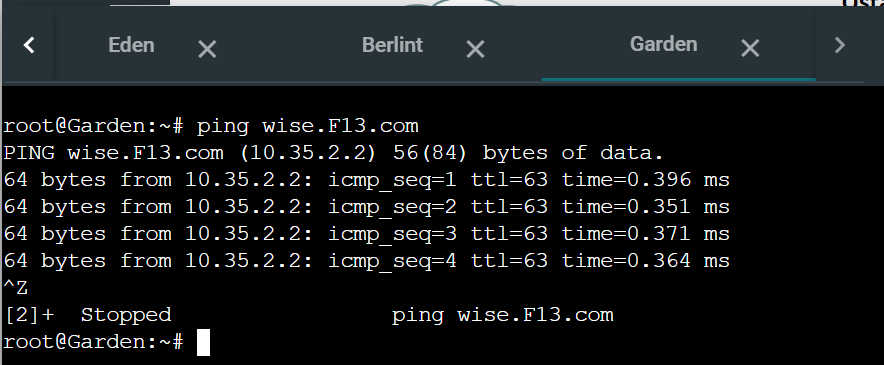 Eden Berlint Garden
root@Garden:~# ping wise.F13.com
PING wise.F13.com (10.35.2.2) 56(84) bytes of data.
64 bytes from 10.35.2.2: icmp_seq=1 ttl=63 time=0.396 ms
64 bytes from 10.35.2.2: icmp_seq=2 ttl=63 time=0.351 ms
64 bytes from 10.35.2.2: icmp_seq=3 ttl=63 time=0.371 ms
64 bytes from 10.35.2.2: icmp_seq=4 ttl=63 time=0.364 ms
^Z
[2]+  Stopped                 ping wise.F13.com
root@Garden:~#